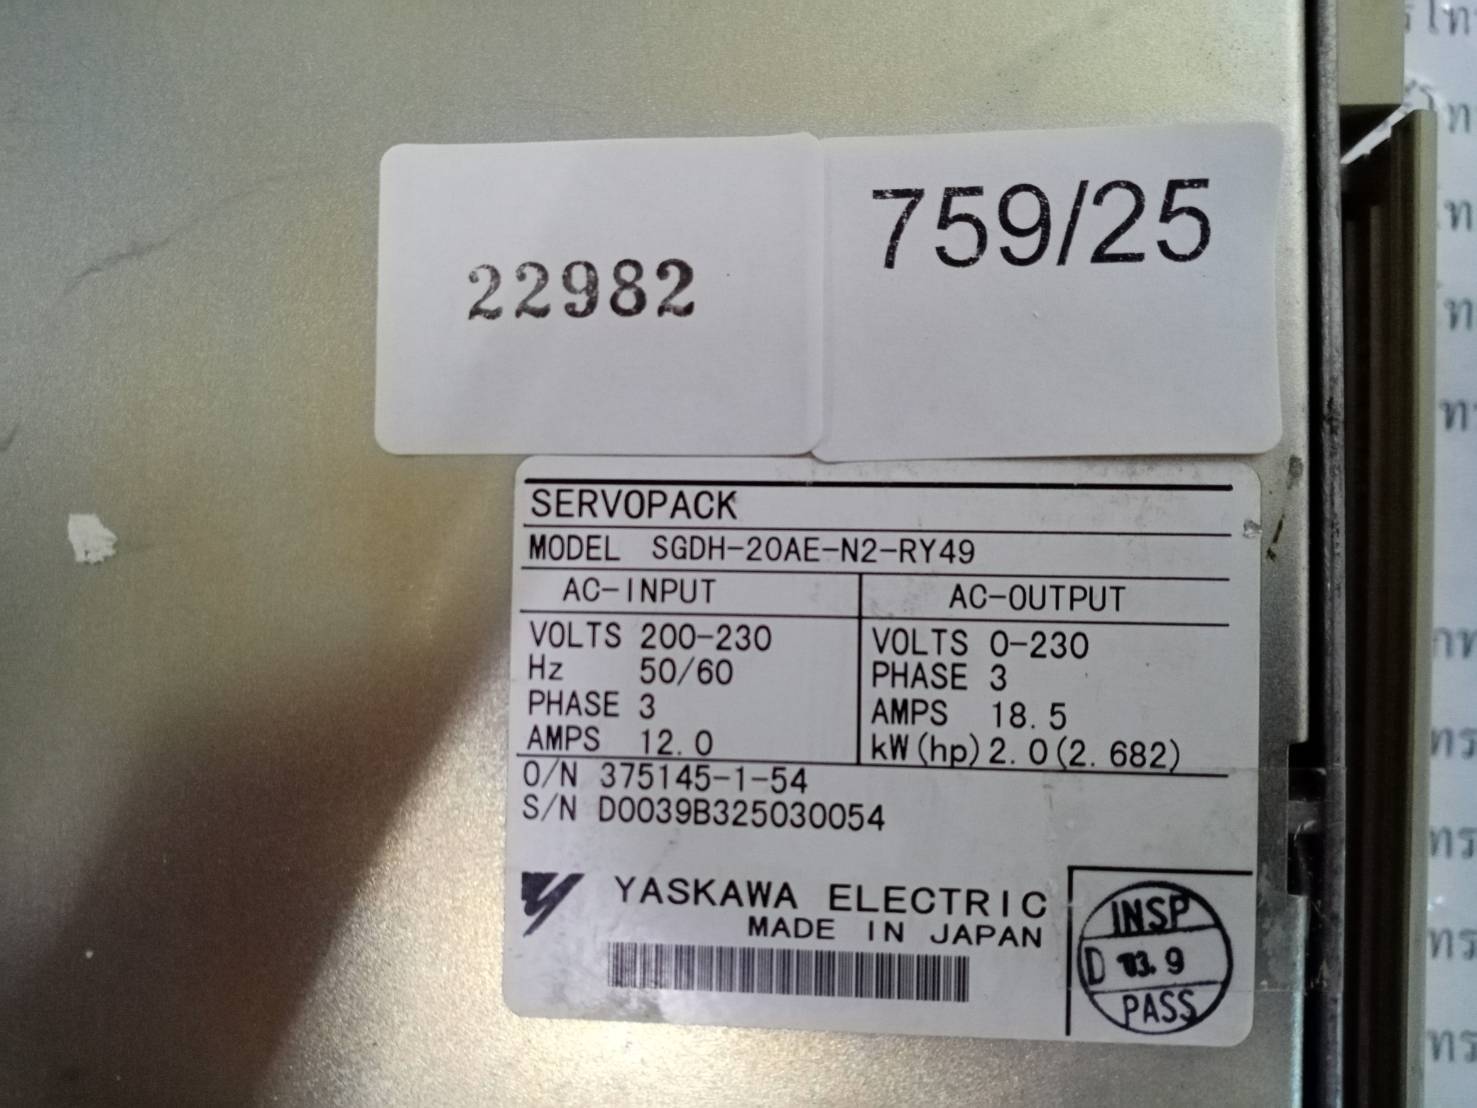 22982
759/25
SERVOPACK
MODEL SGDH-20AE-N2-RY49
AC-INPUT
VOLTS 200-230
Hz 50/60
PHASE 3
AMPS 12.0
AC-OUTPUT
VOLTS 0-230
PHASE 3
AMPS 18.5
kW(hp) 2.0(2.682)
O/N 375145-1-54
S/N D0039B325030054
YASKAWA ELECTRIC
MADE IN JAPAN
INSP
D '03.9
PASS